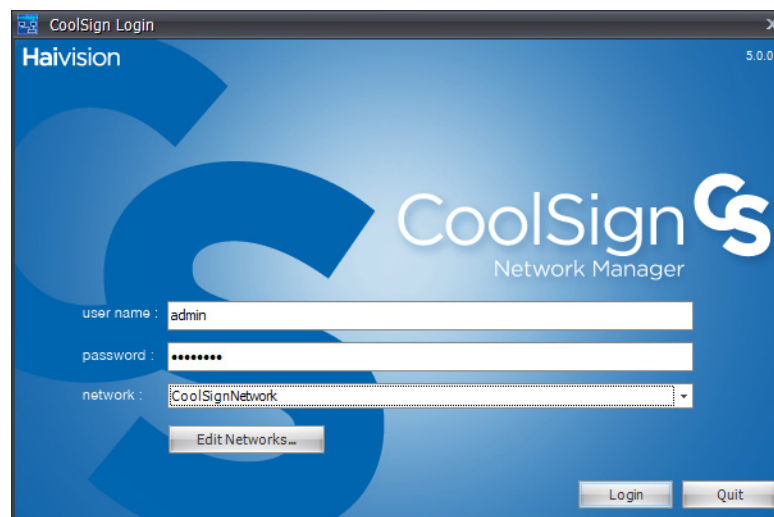 CoolSign Login
Haivision
5.0.0
CoolSign CS
Network Manager
user name : admin
password : ••••••••
network : CoolSignNetwork
Edit Networks...
Login Quit